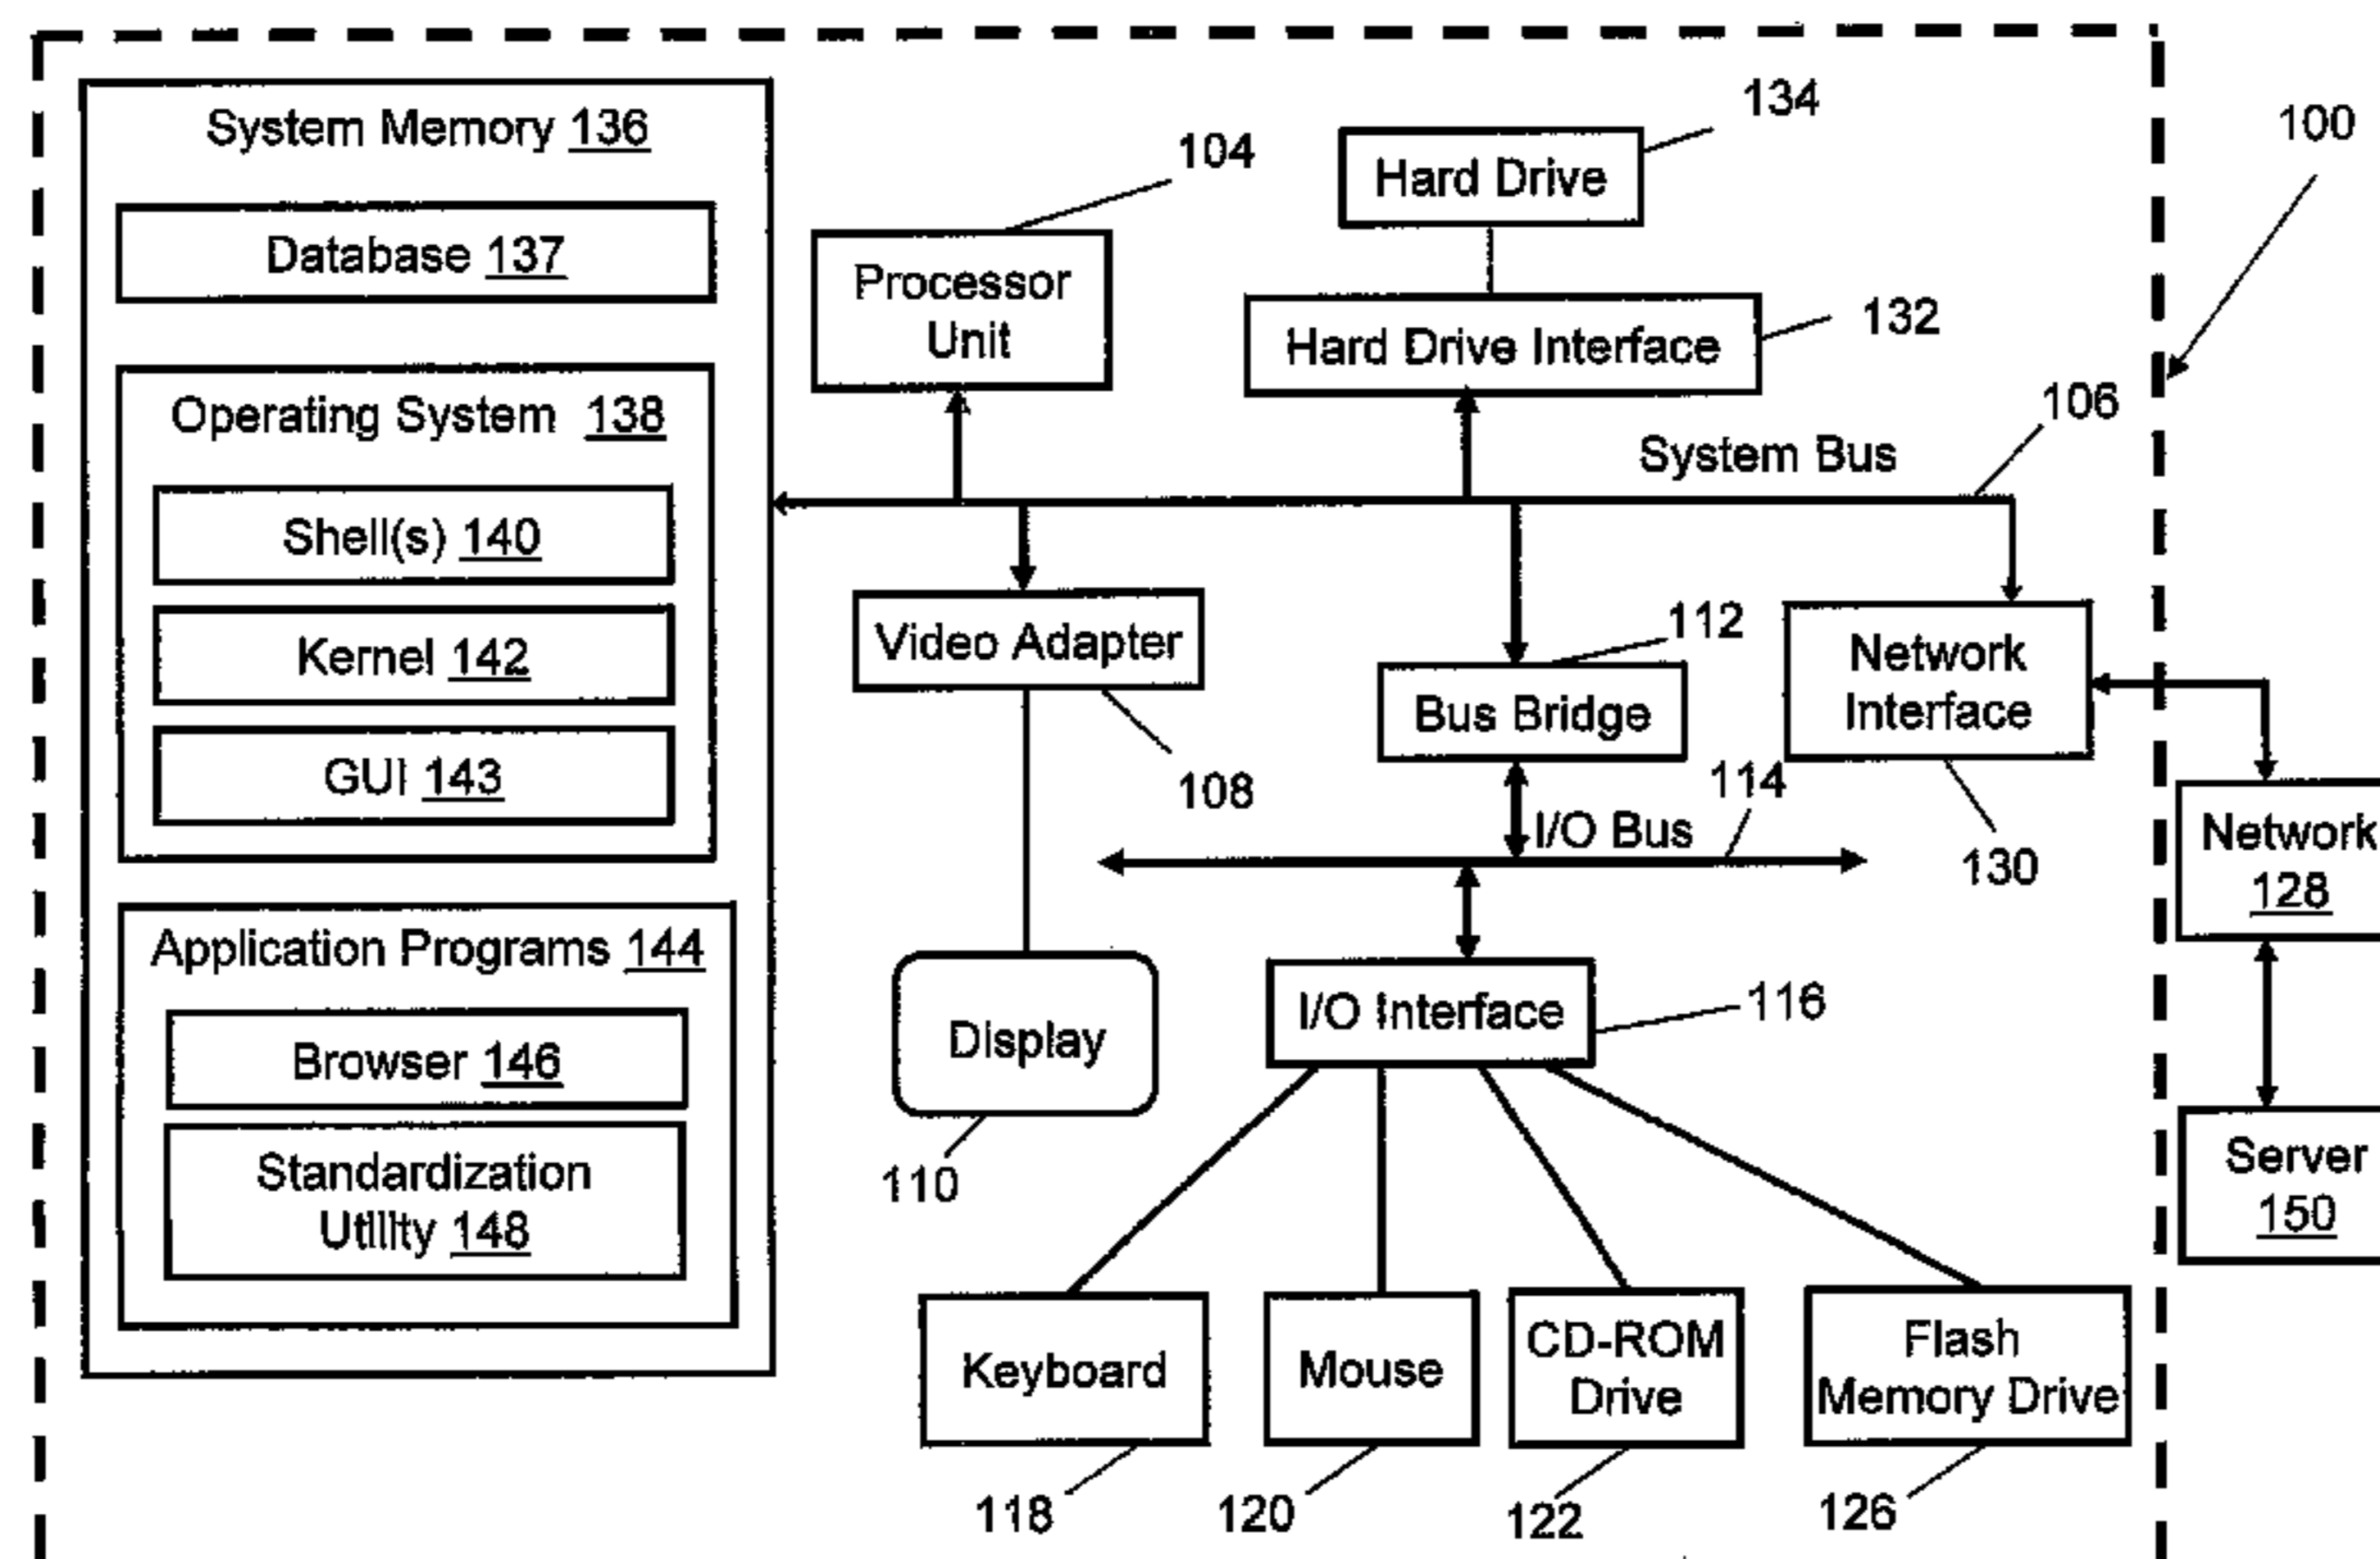 System Memory 136
Database 137
Operating System 138
Shell(s) 140
Kernel 142
GUI 143
Application Programs 144
Browser 146
Standardization
Utility 148
104
Processor
Unit
134
Hard Drive
Hard Drive Interface
132
100
106
System Bus
Video Adapter
108
112
Bus Bridge
Network
Interface
130
114
I/O Bus
Network
128
Display
110
I/O Interface
116
Server
150
Keyboard
Mouse
CD-ROM
Drive
Flash
Memory Drive
118
120
122
126